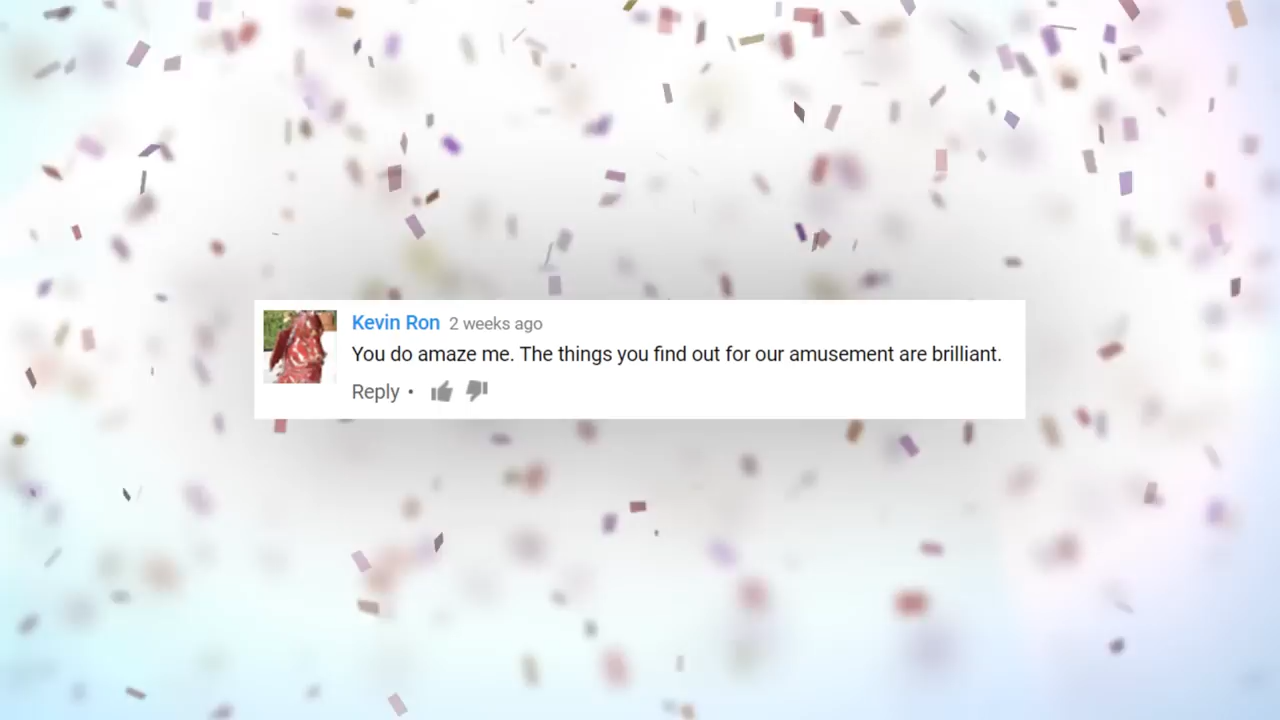 Kevin Ron 2 weeks ago
You do amaze me. The things you find out for our amusement are brilliant.
Reply •